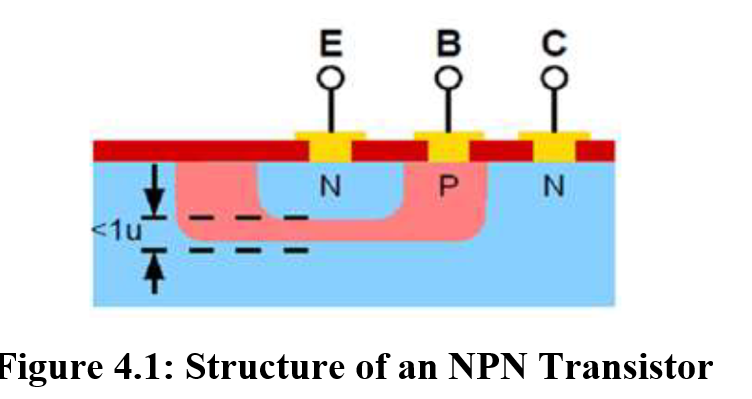 E B C
N P N
<1u
Figure 4.1: Structure of an NPN Transistor